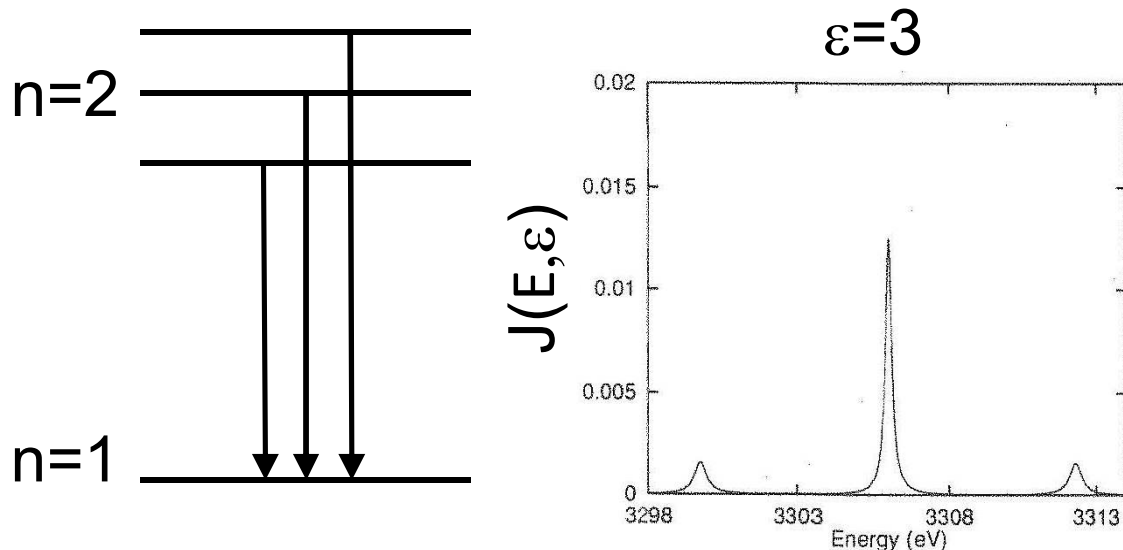 n=2
n=1
ε=3
J(E,ε)
0.02
0.015
0.01
0.005
0
3298
3303
3308
3313
Energy (eV)